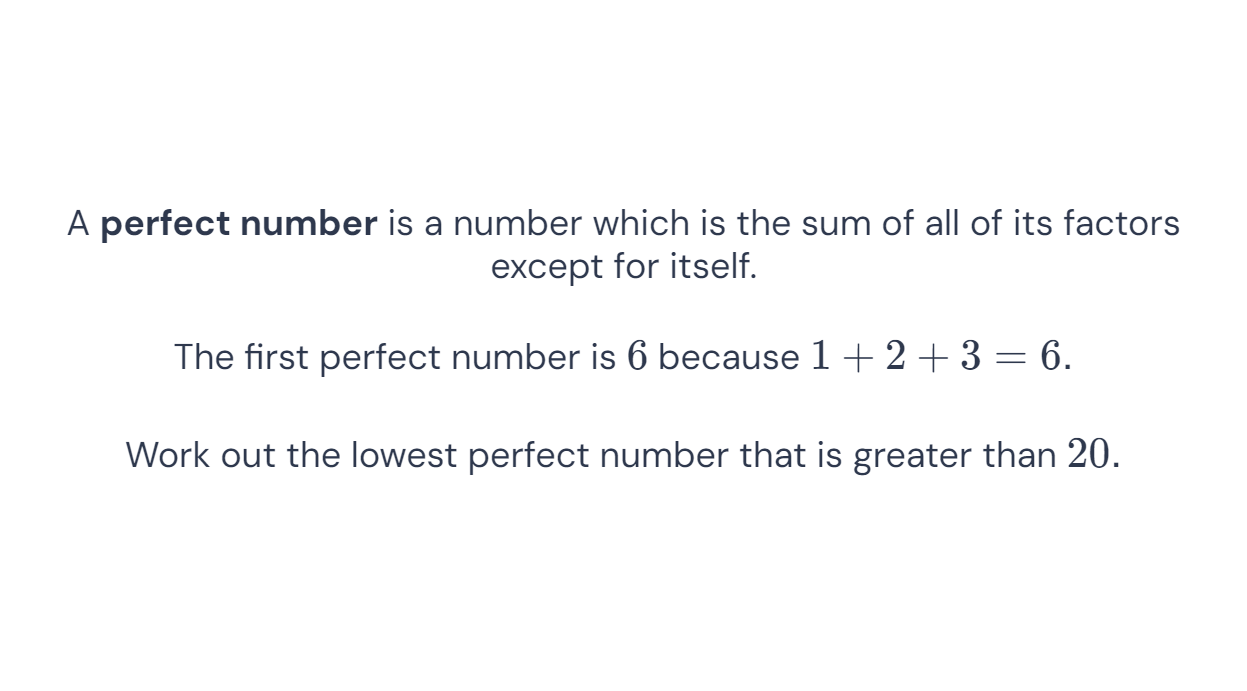 A perfect number is a number which is the sum of all of its factors
except for itself.
The first perfect number is 6 because 1 + 2 + 3 = 6.
Work out the lowest perfect number that is greater than 20.